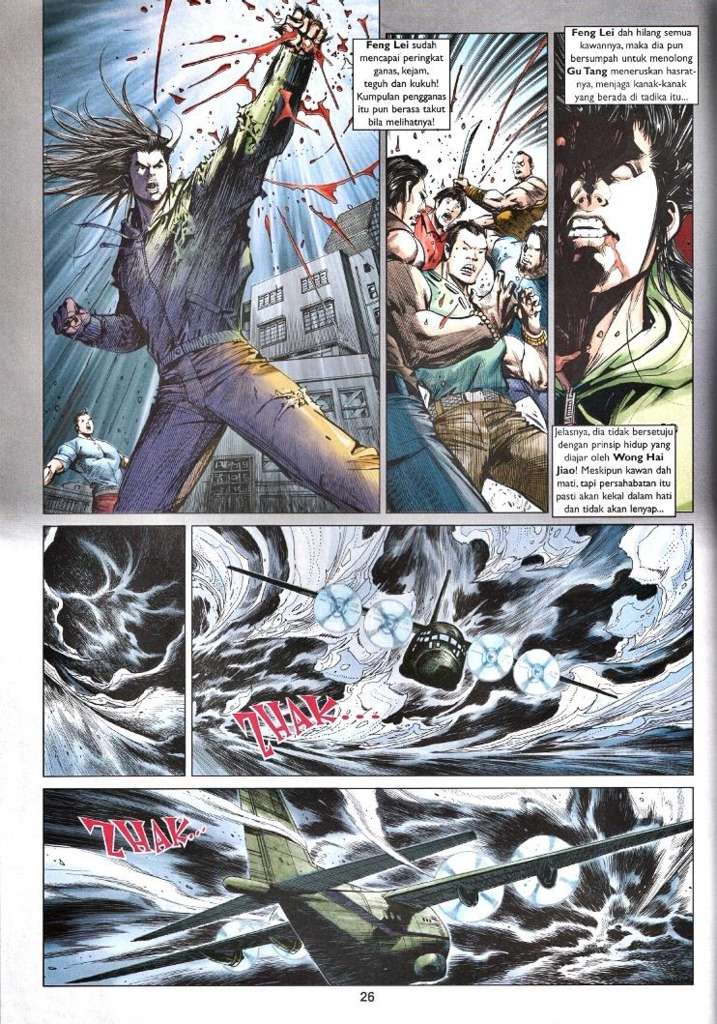 Feng Lei sudah
mencapai peringkat
ganas, kejam,
teguh dan kukuh!
Kumpulan pengganas
itu pun berasa takut
bila melihatnya!
Feng Lei dah hilang semua
kawannya, maka dia pun
bersumpah untuk menolong
Gu Tang meneruskan hasrat-
nya, menjaga kanak-kanak
yang berada di tadika itu...
Jelasnya, dia tidak bersetuju
dengan prinsip hidup yang
diajar oleh Wong Hai
Jiao! Meskipun kawan dah
mati, tapi persahabatan itu
pasti akan kekal dalam hati
dan tidak akan lenyap...
ZHAK...
ZHAK...
26